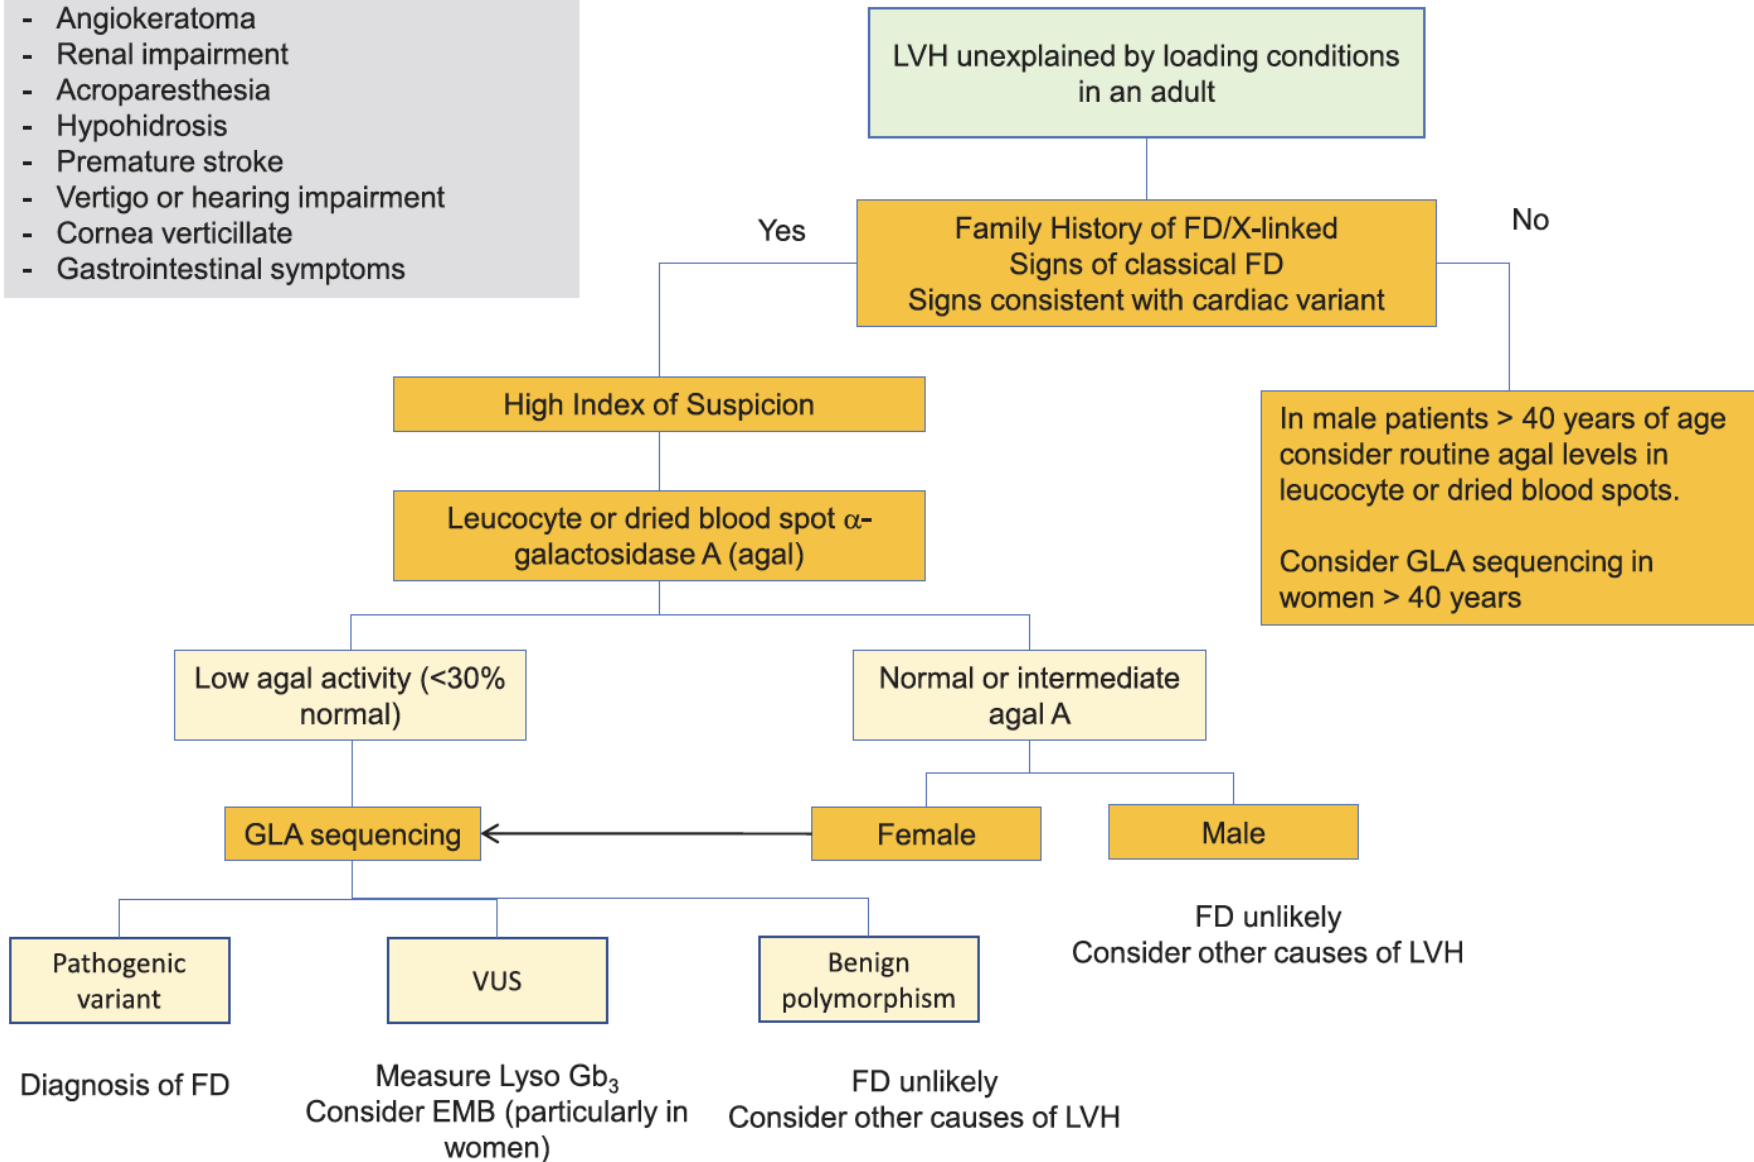 - Angiokeratoma
- Renal impairment
- Acroparesthesia
- Hypohidrosis
- Premature stroke
- Vertigo or hearing impairment
- Cornea verticillate
- Gastrointestinal symptoms
LVH unexplained by loading conditions
in an adult
Yes
Family History of FD/X-linked
Signs of classical FD
Signs consistent with cardiac variant
No
High Index of Suspicion
In male patients > 40 years of age
consider routine agal levels in
leucocyte or dried blood spots.
Consider GLA sequencing in
women > 40 years
Leucocyte or dried blood spot α-
galactosidase A (agal)
Low agal activity (<30%
normal)
Normal or intermediate
agal A
GLA sequencing
Female
Male
FD unlikely
Consider other causes of LVH
Pathogenic
variant
VUS
Benign
polymorphism
Diagnosis of FD
Measure Lyso Gb₃
Consider EMB (particularly in
women)
FD unlikely
Consider other causes of LVH